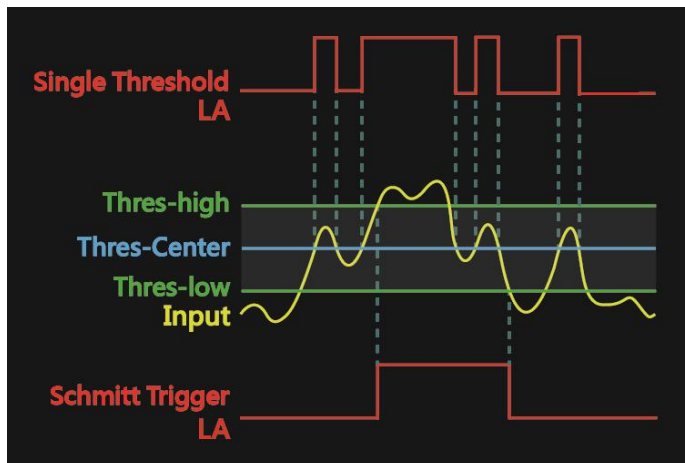 Single Threshold
LA
Thres-high
Thres-Center
Thres-low
Input
Schmitt Trigger
LA